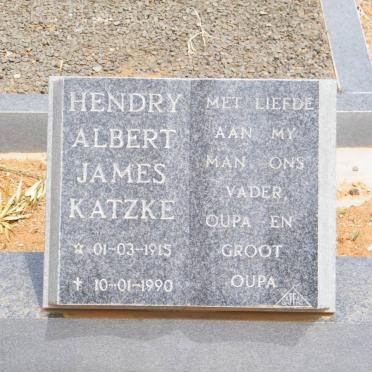 HENDRY
ALBERT
JAMES
KATZKE
☆ 01-03-1915
✝ 10-01-1990
MET LIEFDE
AAN MY
MAN ONS
VADER,
OUPA EN
GROOT
OUPA